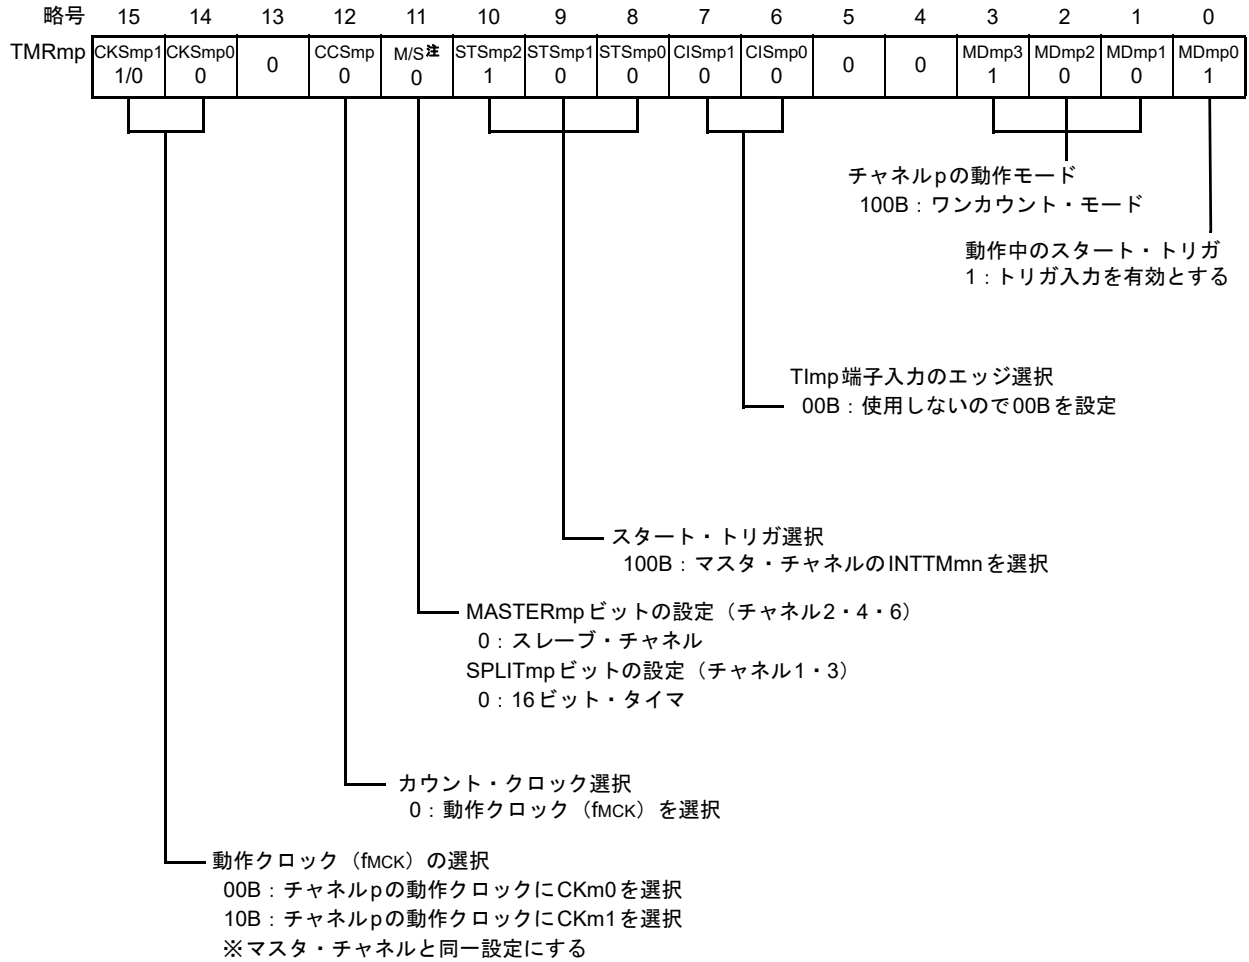 略号 15 14 13 12 11 10 9 8 7 6 5 4 3 2 1 0
TMRmp CKSmp1 CKSmp0 0 CCSmp M/S注 STSmp2 STSmp1 STSmp0 CISmp1 CISmp0 0 0 MDmp3 MDmp2 MDmp1 MDmp0
1/0 0 0 0 1 0 0 0 0 1 0 0 1
チャネルpの動作モード
100B：ワンカウント・モード
動作中のスタート・トリガ
1：トリガ入力を有効とする
TImp端子入力のエッジ選択
00B：使用しないので00Bを設定
スタート・トリガ選択
100B：マスタ・チャネルのINTTMmnを選択
MASTERmpビットの設定（チャネル2・4・6）
0：スレーブ・チャネル
SPLITmpビットの設定（チャネル1・3）
0：16ビット・タイマ
カウント・クロック選択
0：動作クロック（fMCK）を選択
動作クロック（fMCK）の選択
00B：チャネルpの動作クロックにCKm0を選択
10B：チャネルpの動作クロックにCKm1を選択
※マスタ・チャネルと同一設定にする